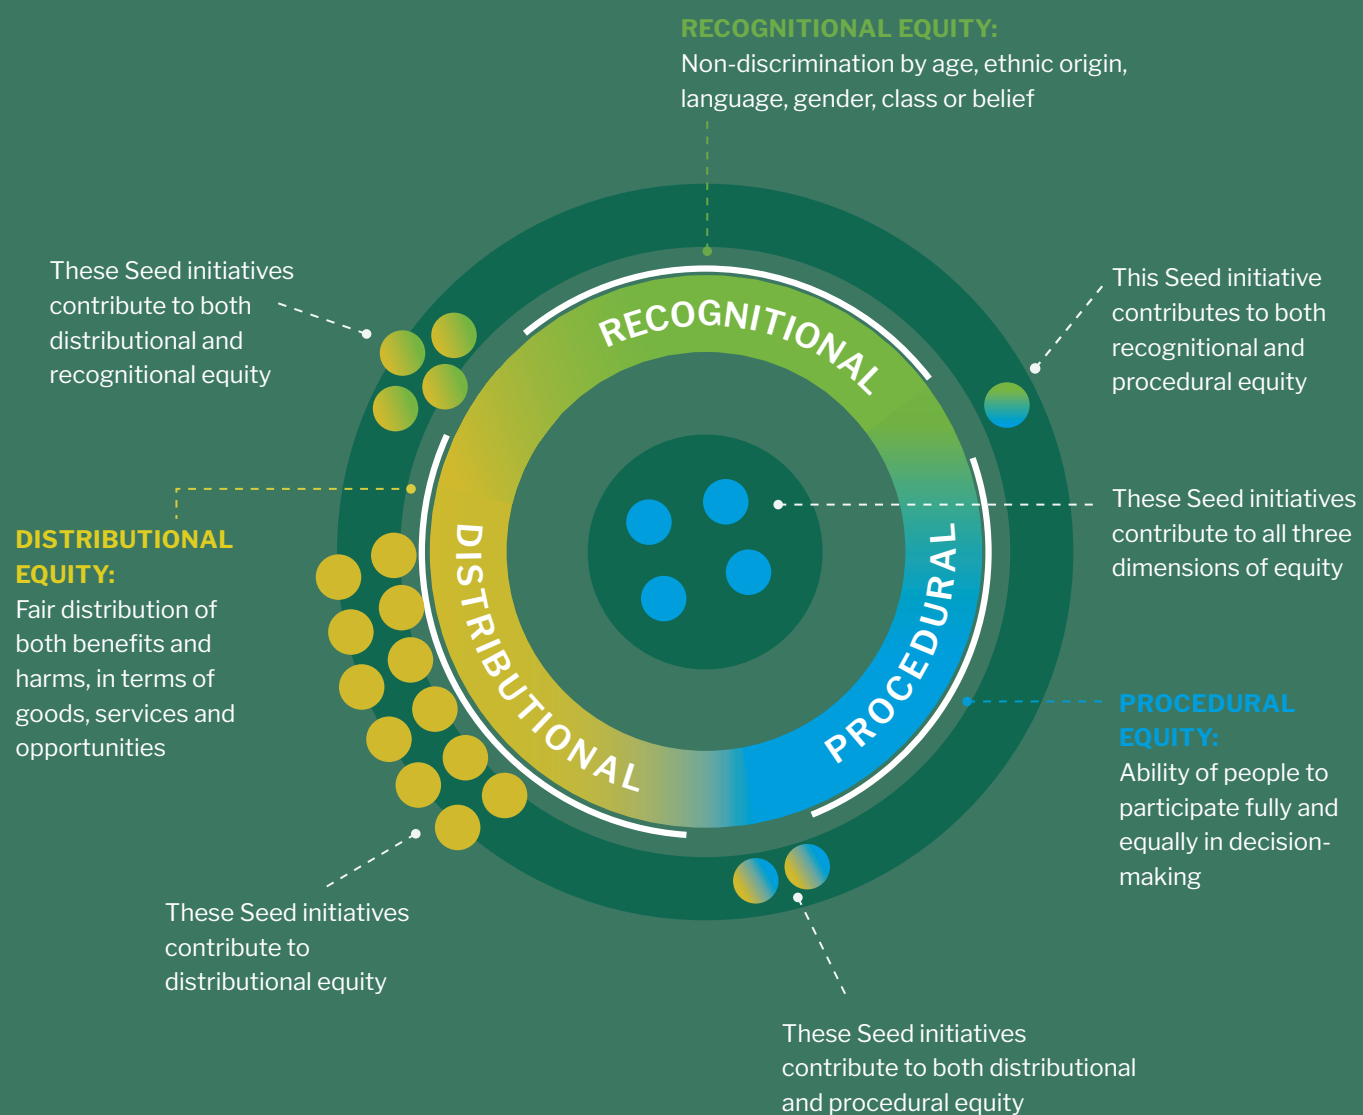 RECOGNITIONAL EQUITY:
Non-discrimination by age, ethnic origin,
language, gender, class or belief
These Seed initiatives
contribute to both
distributional and
recognitional equity
This Seed initiative
contributes to both
recognitional and
procedural equity
RECOGNITIONAL
These Seed initiatives
contribute to all three
dimensions of equity
DISTRIBUTIONAL
EQUITY:
Fair distribution of
both benefits and
harms, in terms of
goods, services and
opportunities
DISTRIBUTIONAL
PROCEDURAL
PROCEDURAL
EQUITY:
Ability of people to
participate fully and
equally in decision-
making
These Seed initiatives
contribute to
distributional equity
These Seed initiatives
contribute to both distributional
and procedural equity